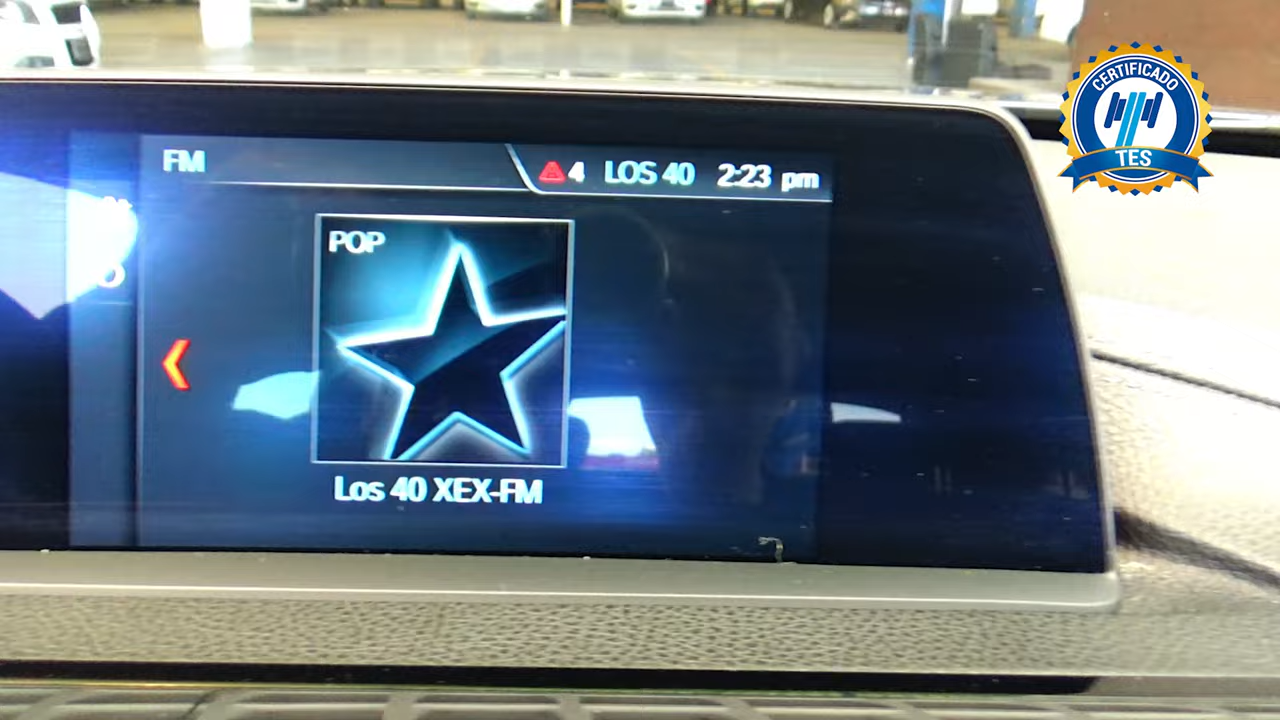 FM
4 LOS 40 2:23 pm
POP
Los 40 XEX-FM
CERTIFICADO
TES